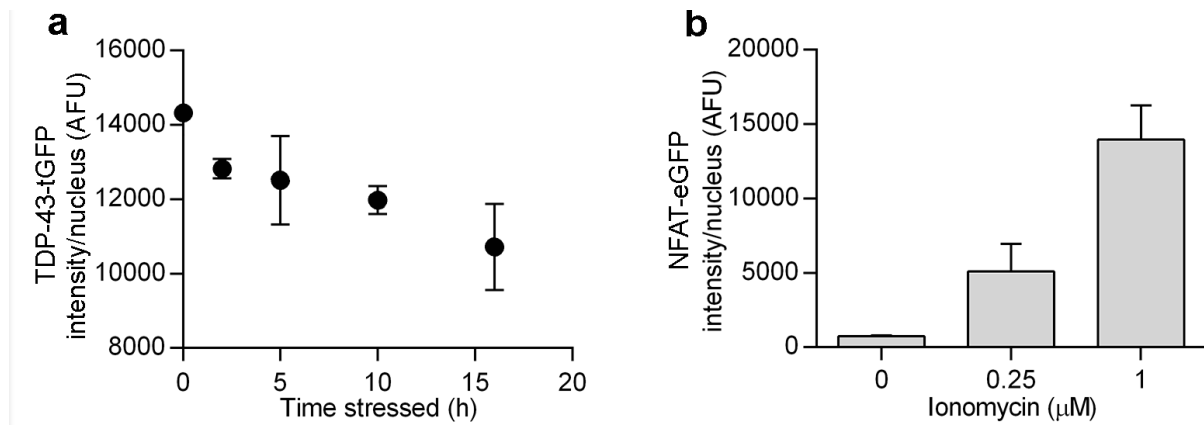 a
TDP-43-tGFP
intensity/nucleus (AFU)
16000
14000
12000
10000
8000
0
5
10
15
20
Time stressed (h)
b
NFAT-eGFP
intensity/nucleus (AFU)
20000
15000
10000
5000
0
0
0.25
1
Ionomycin (μM)